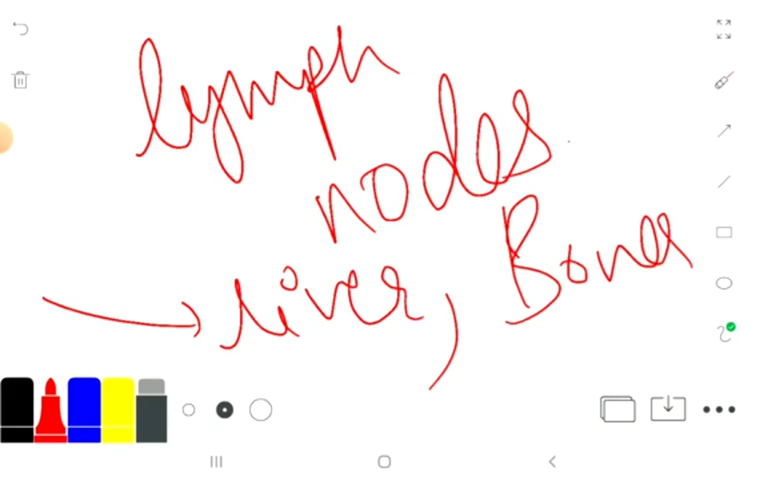 lymph
nodes
→ liver, Bones